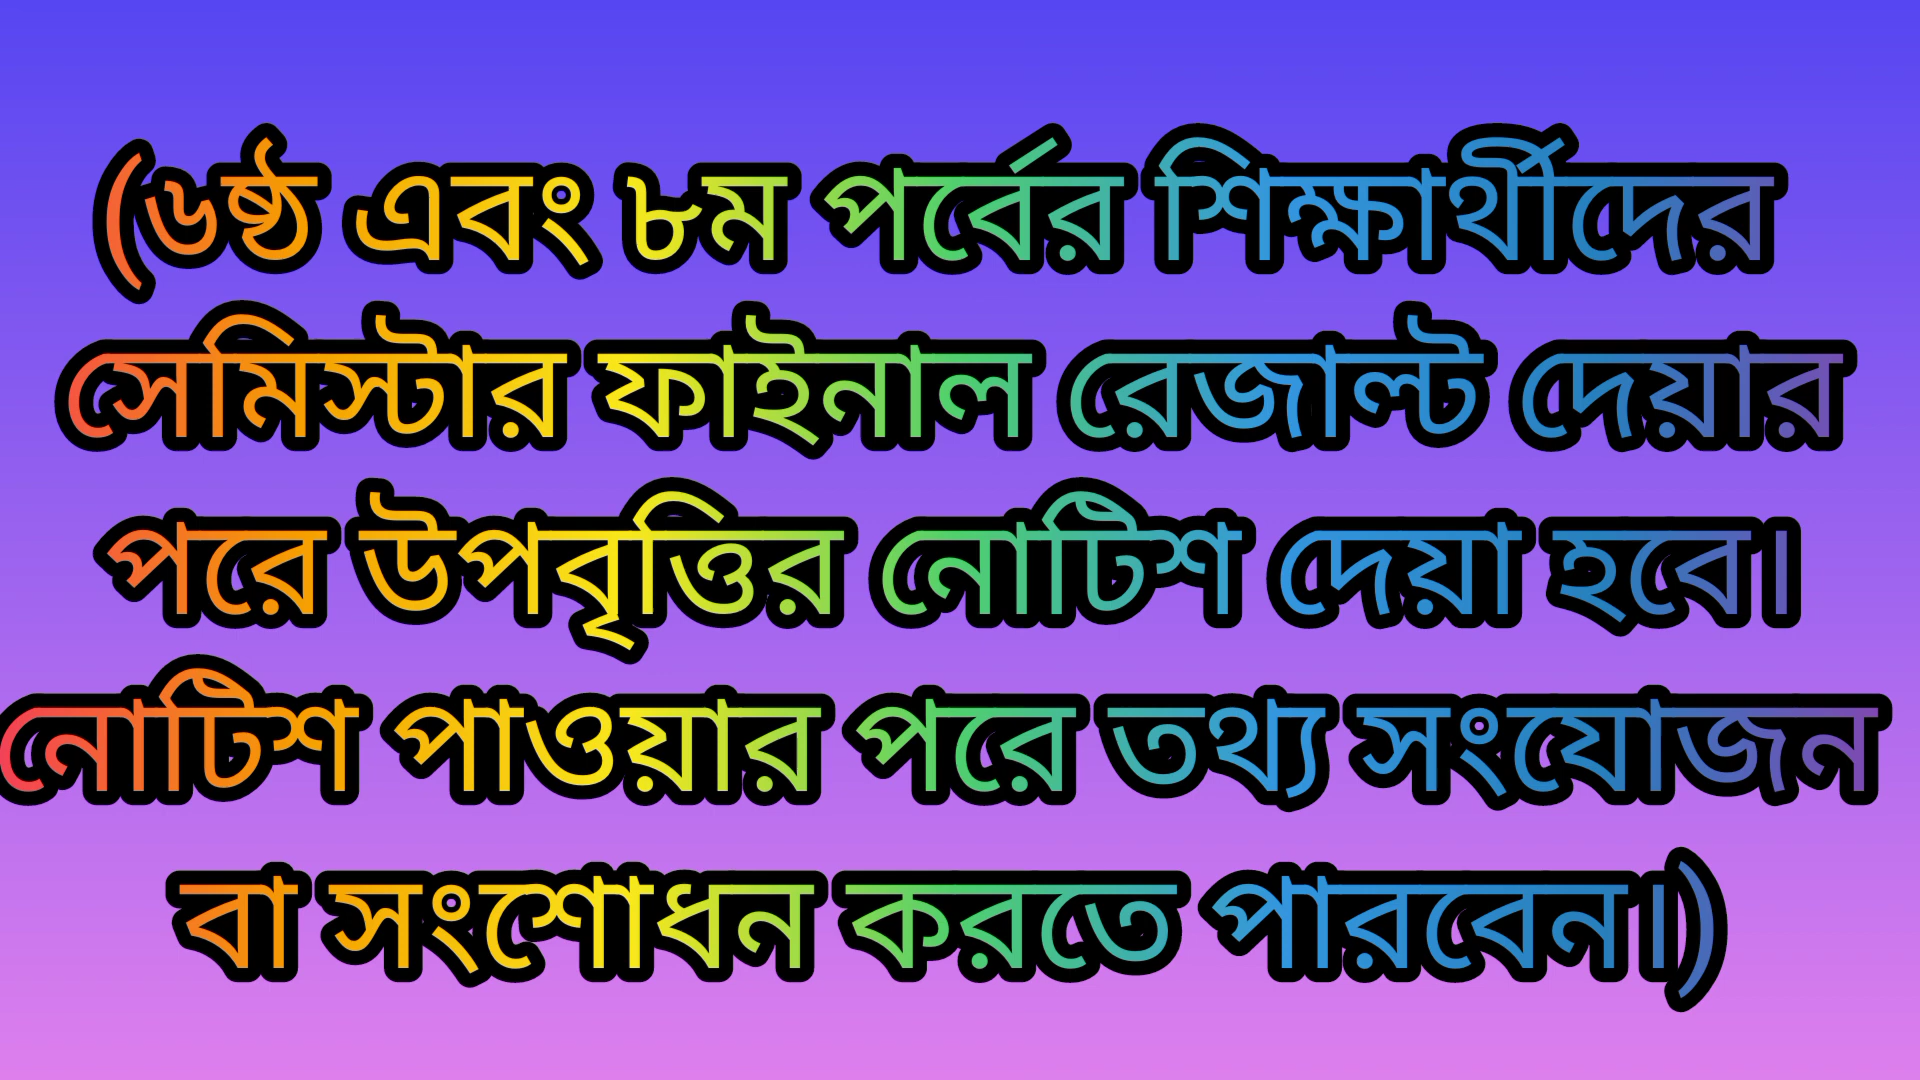 (৬ষ্ঠ এবং ৮ম পর্বের শিক্ষার্থীদের
সেমিস্টার ফাইনাল রেজাল্ট দেয়ার
পরে উপবৃত্তির নোটিশ দেয়া হবে।
নোটিশ পাওয়ার পরে তথ্য সংযোজন
বা সংশোধন করতে পারবেন।)